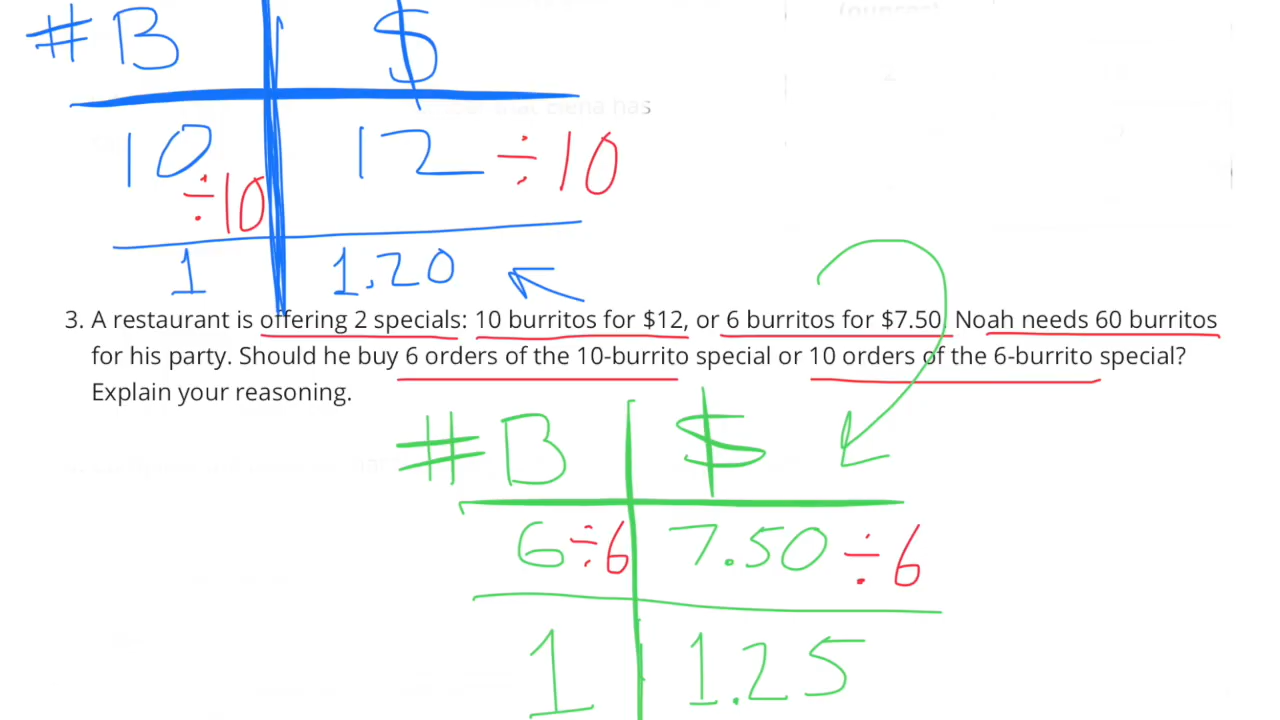 # B $
10 12 ÷10
÷10
1 1.20
3. A restaurant is offering 2 specials: 10 burritos for $12, or 6 burritos for $7.50. Noah needs 60 burritos
for his party. Should he buy 6 orders of the 10-burrito special or 10 orders of the 6-burrito special?
Explain your reasoning.
# B $
6 ÷6 7.50 ÷6
1 1.25